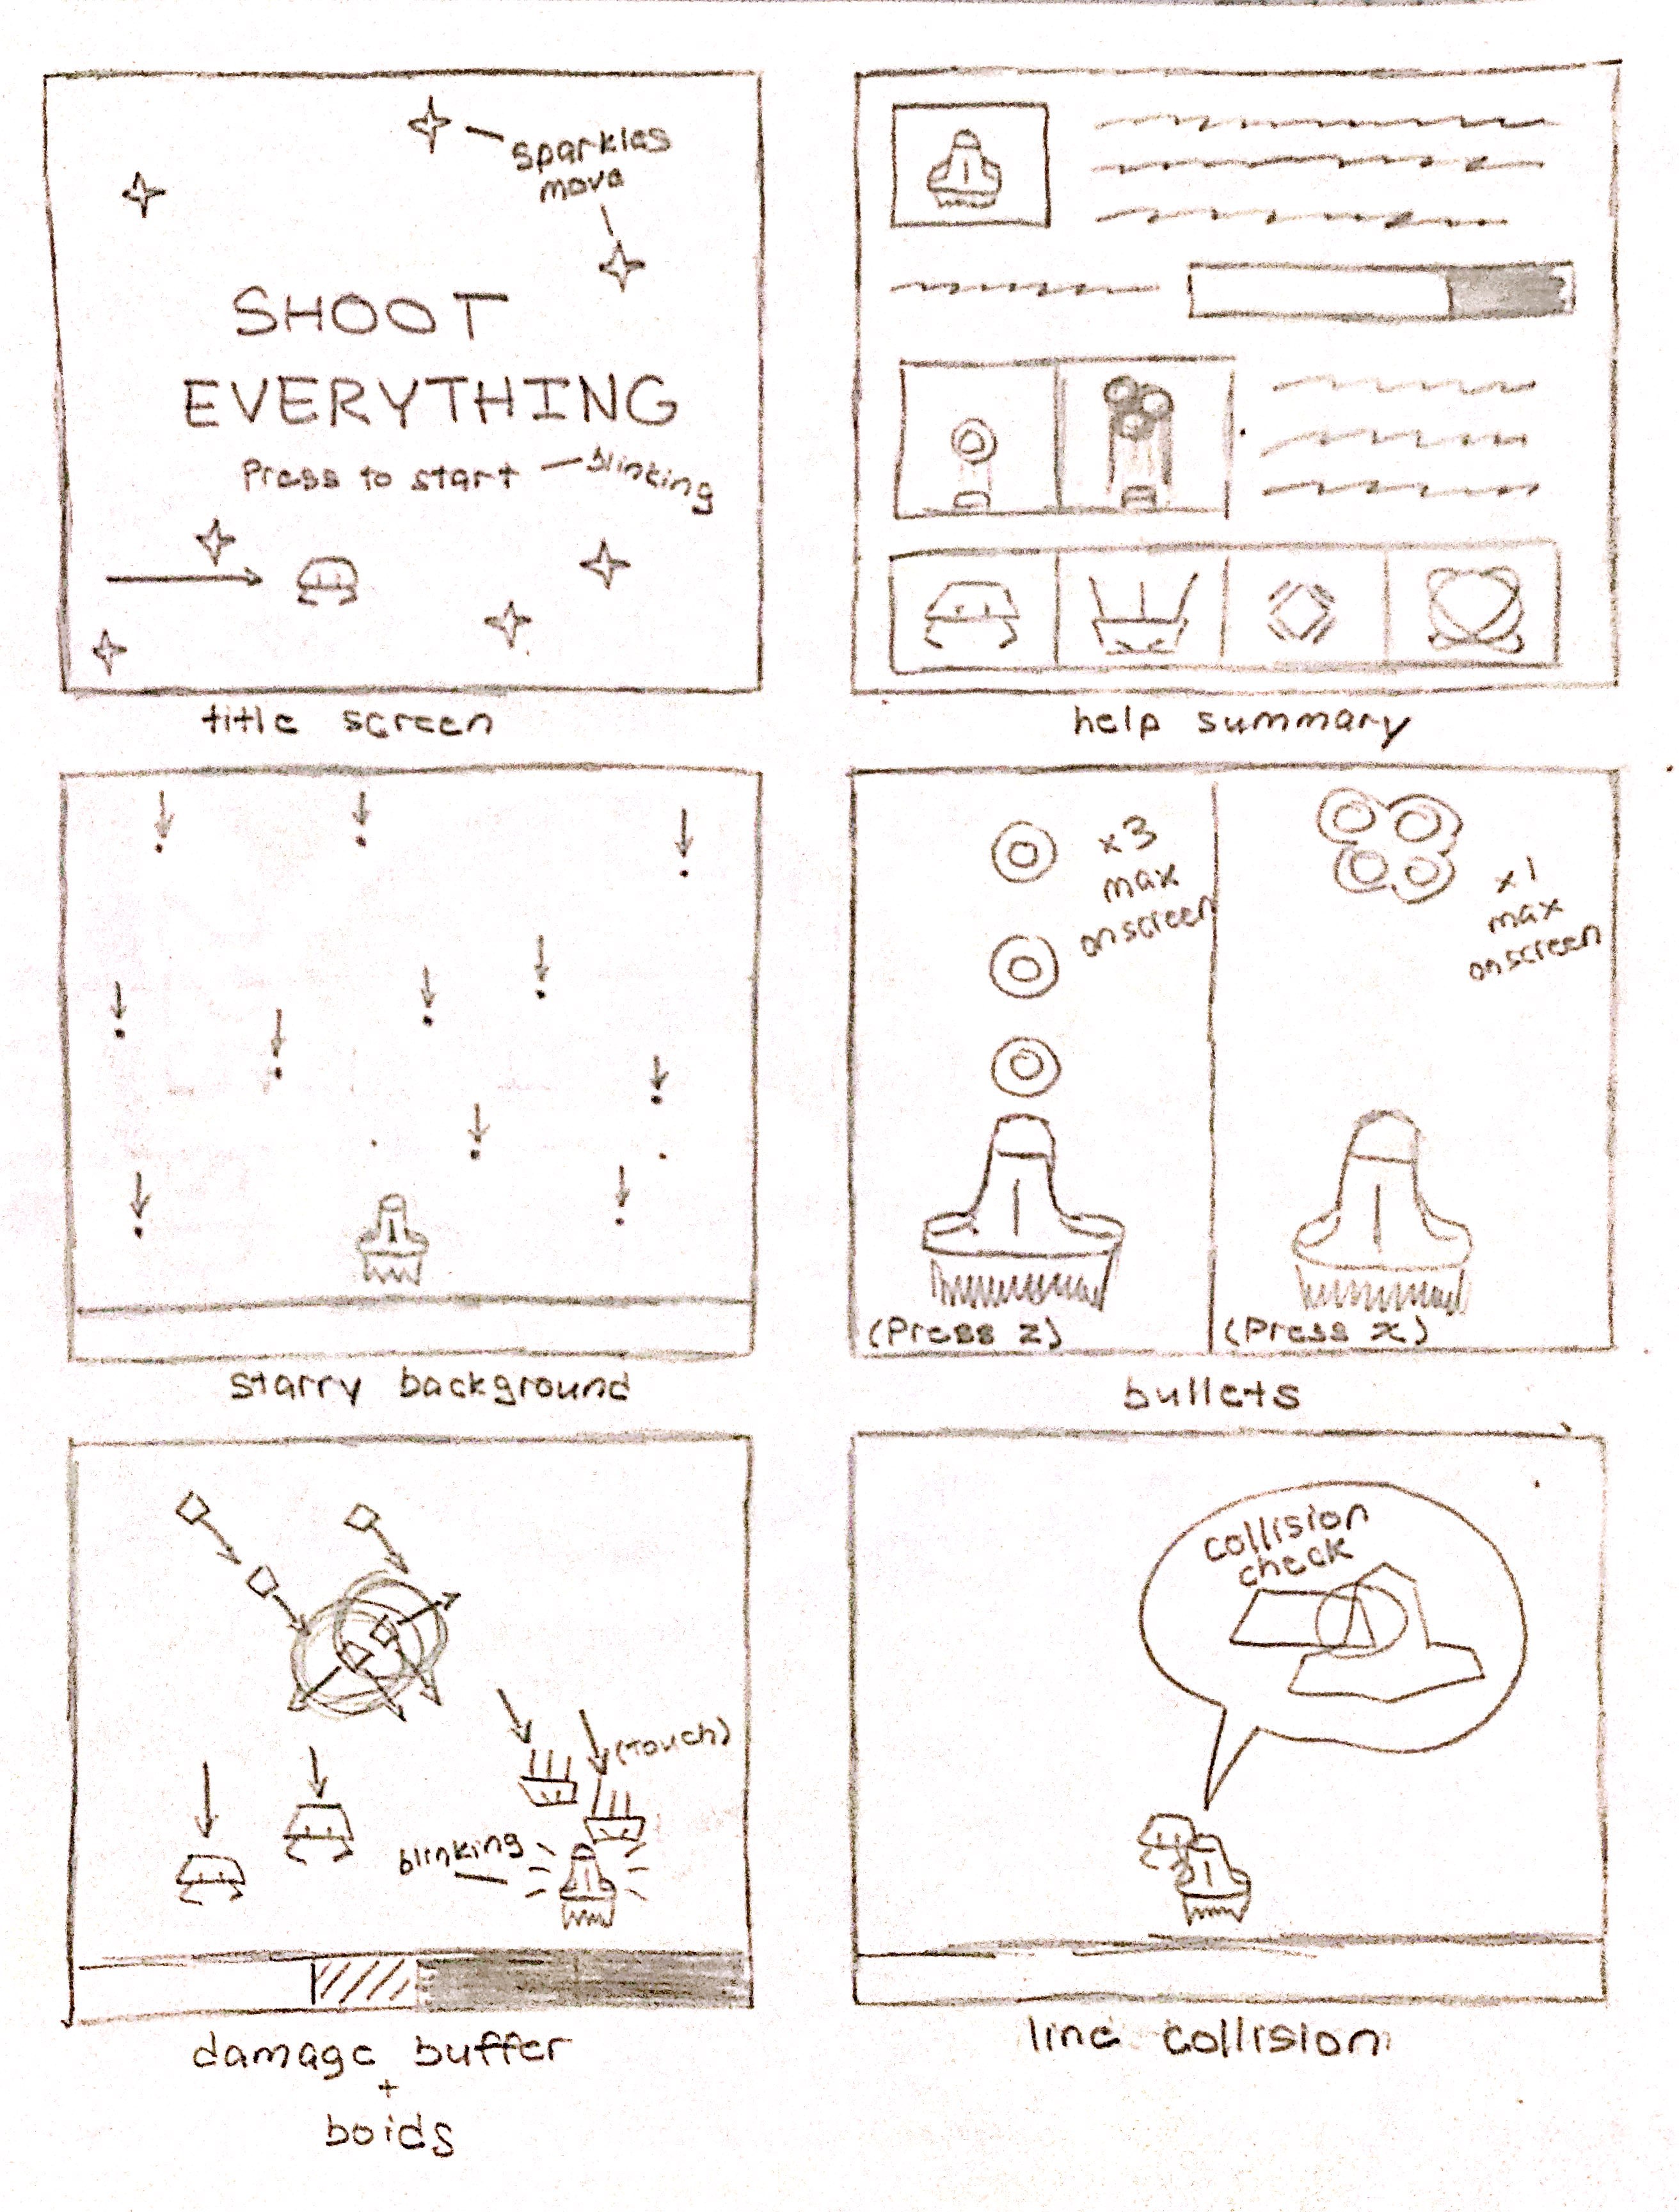 sparkles
move
SHOOT
EVERYTHING
Press to start
blinking
title screen
help summary
starry background
x3
max
onscreen
x1
max
onscreen
(Press z)
(Press x)
bullets
(touch)
blinking
damage buffer
+
boids
collision
check
line collision